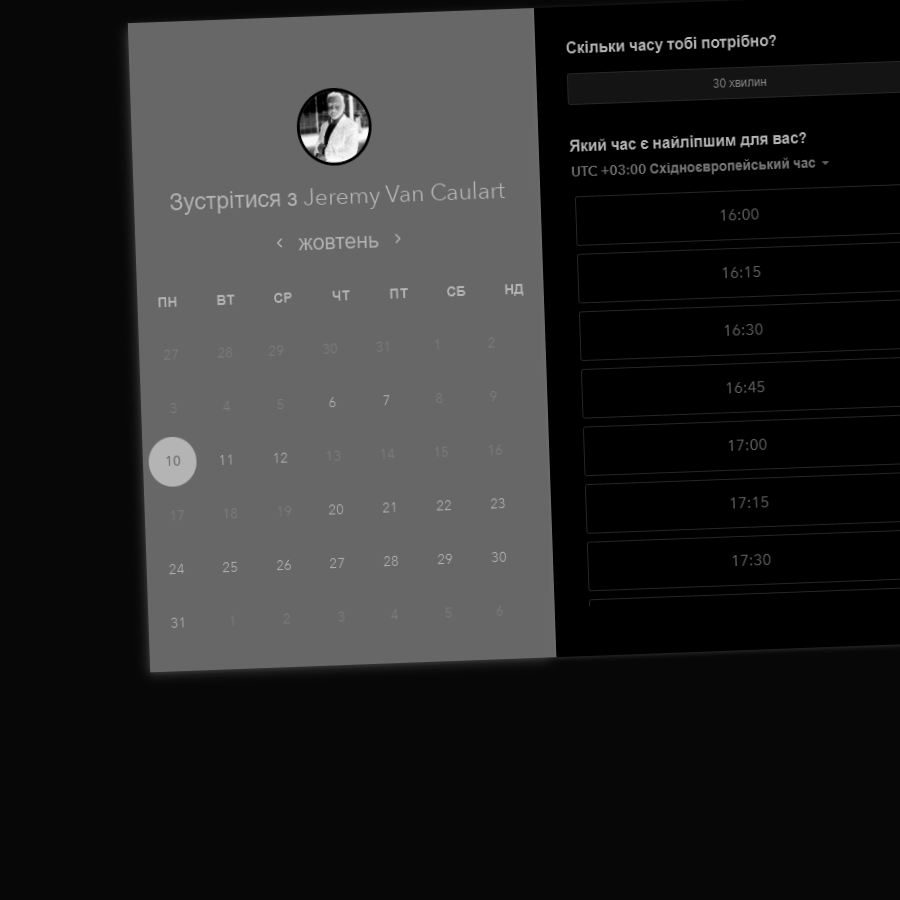 Зустрітися з Jeremy Van Caulart
‹ жовтень ›
ПН ВТ СР ЧТ ПТ СБ НД
27 28 29 30 31 1 2
3 4 5 6 7 8 9
10 11 12 13 14 15 16
17 18 19 20 21 22 23
24 25 26 27 28 29 30
31 1 2 3 4 5 6
Скільки часу тобі потрібно?
30 хвилин
Який час є найліпшим для вас?
UTC +03:00 Східноєвропейський час
16:00
16:15
16:30
16:45
17:00
17:15
17:30